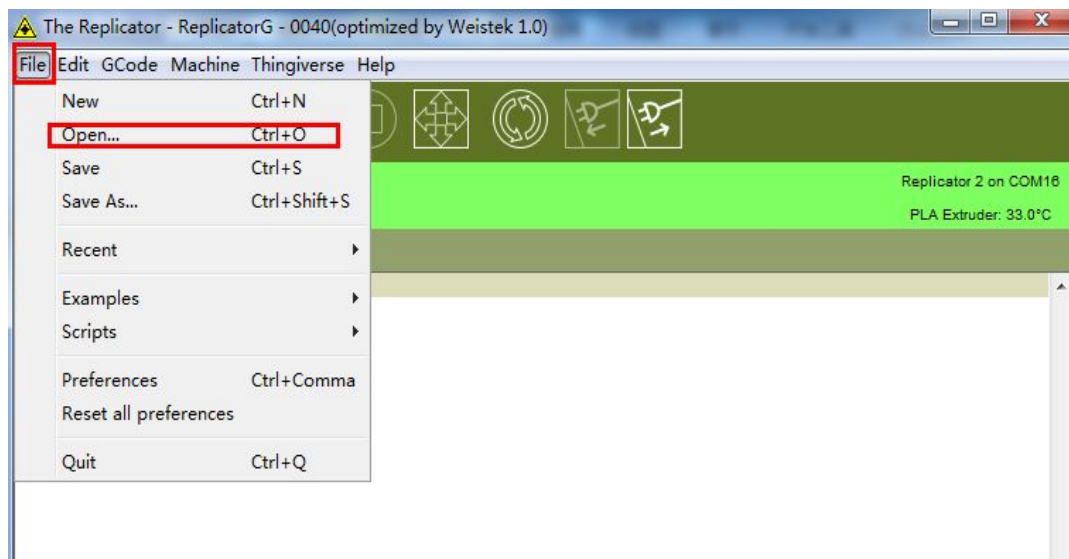 The Replicator - ReplicatorG - 0040(optimized by Weistek 1.0)
File Edit GCode Machine Thingiverse Help
New Ctrl+N
Open... Ctrl+O
Save Ctrl+S
Save As... Ctrl+Shift+S
Replicator 2 on COM16
PLA Extruder: 33.0°C
Recent
Examples
Scripts
Preferences Ctrl+Comma
Reset all preferences
Quit Ctrl+Q